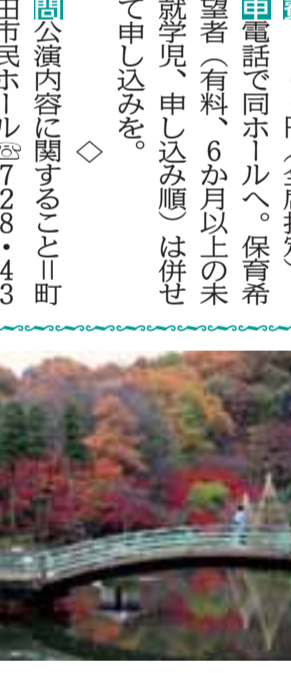 円（全席指定）
申電話で同ホールへ。保育希
望者（有料、6か月以上の未
就学児、申し込み順）は併せ
て申し込みを。
◇
問公演内容に関すること＝町
田市民ホール☏728・43